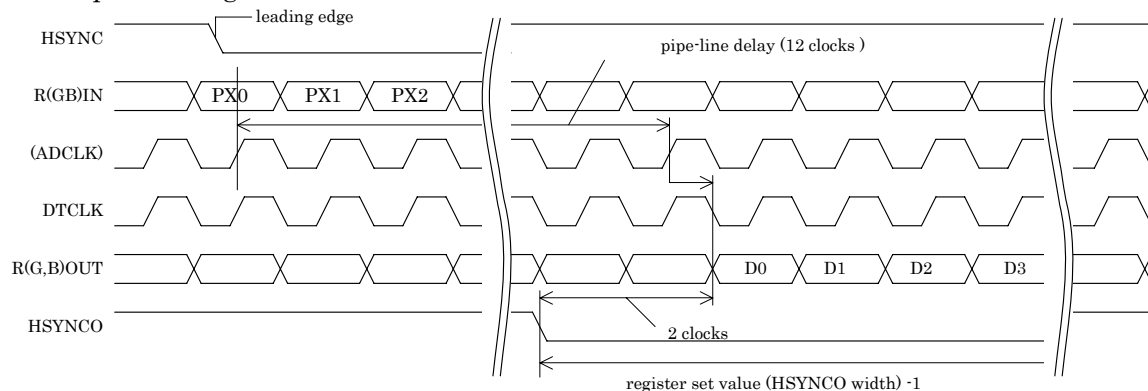 leading edge
HSYNC
pipe-line delay (12 clocks )
R(GB)IN
PX0 PX1 PX2
(ADCLK)
DTCLK
R(G,B)OUT
D0 D1 D2 D3
HSYNCO
2 clocks
register set value (HSYNCO width) -1